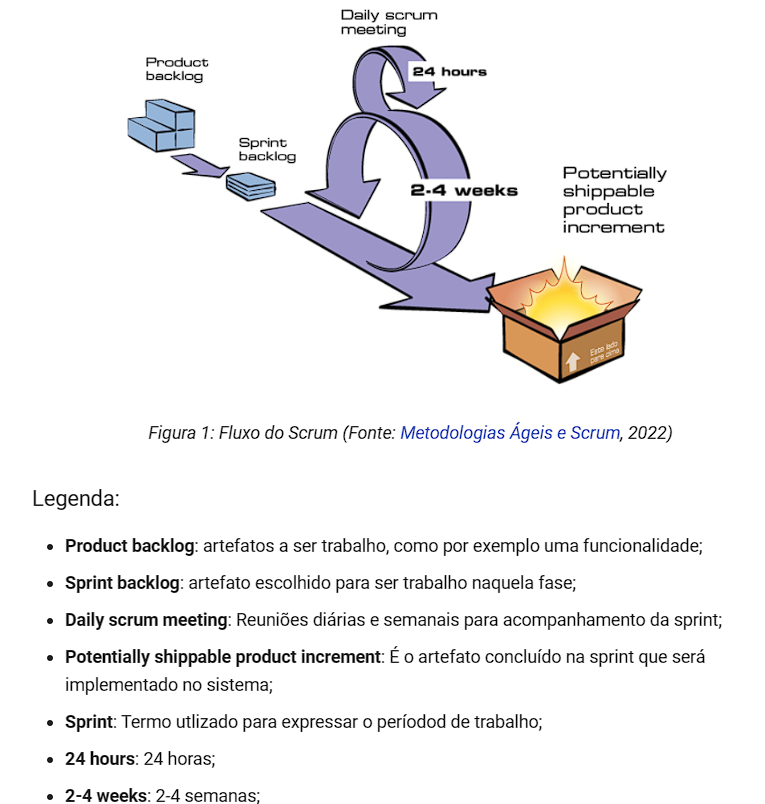 Daily scrum
meeting
24 hours
Product
backlog
Sprint
backlog
2-4 weeks
Potentially
shippable
product
increment
Este lado
para cima
Figura 1: Fluxo do Scrum (Fonte: Metodologias Ágeis e Scrum, 2022)
Legenda:
• Product backlog: artefatos a ser trabalho, como por exemplo uma funcionalidade;
• Sprint backlog: artefato escolhido para ser trabalho naquela fase;
• Daily scrum meeting: Reuniões diárias e semanais para acompanhamento da sprint;
• Potentially shippable product increment: É o artefato concluído na sprint que será
implementado no sistema;
• Sprint: Termo utlizado para expressar o períodod de trabalho;
• 24 hours: 24 horas;
• 2-4 weeks: 2-4 semanas;